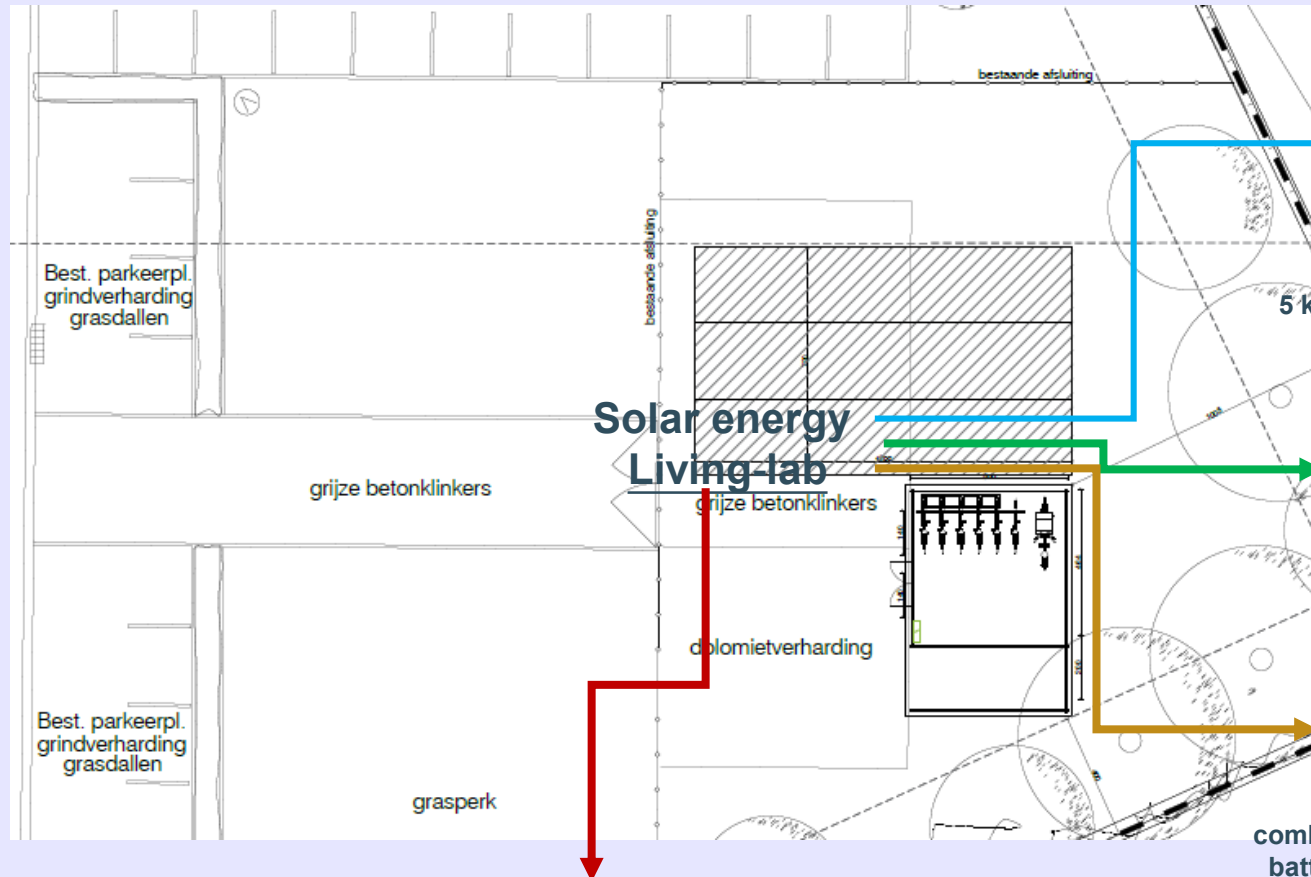 bestaande afsluiting
bestaande afsluiting
Best. parkeerpl.
grindverharding
grasdallen
5 k
Solar energy
Living-lab
grijze betonklinkers
grijze betonklinkers
dolomietverharding
Best. parkeerpl.
grindverharding
grasdallen
grasperk
coml
batt